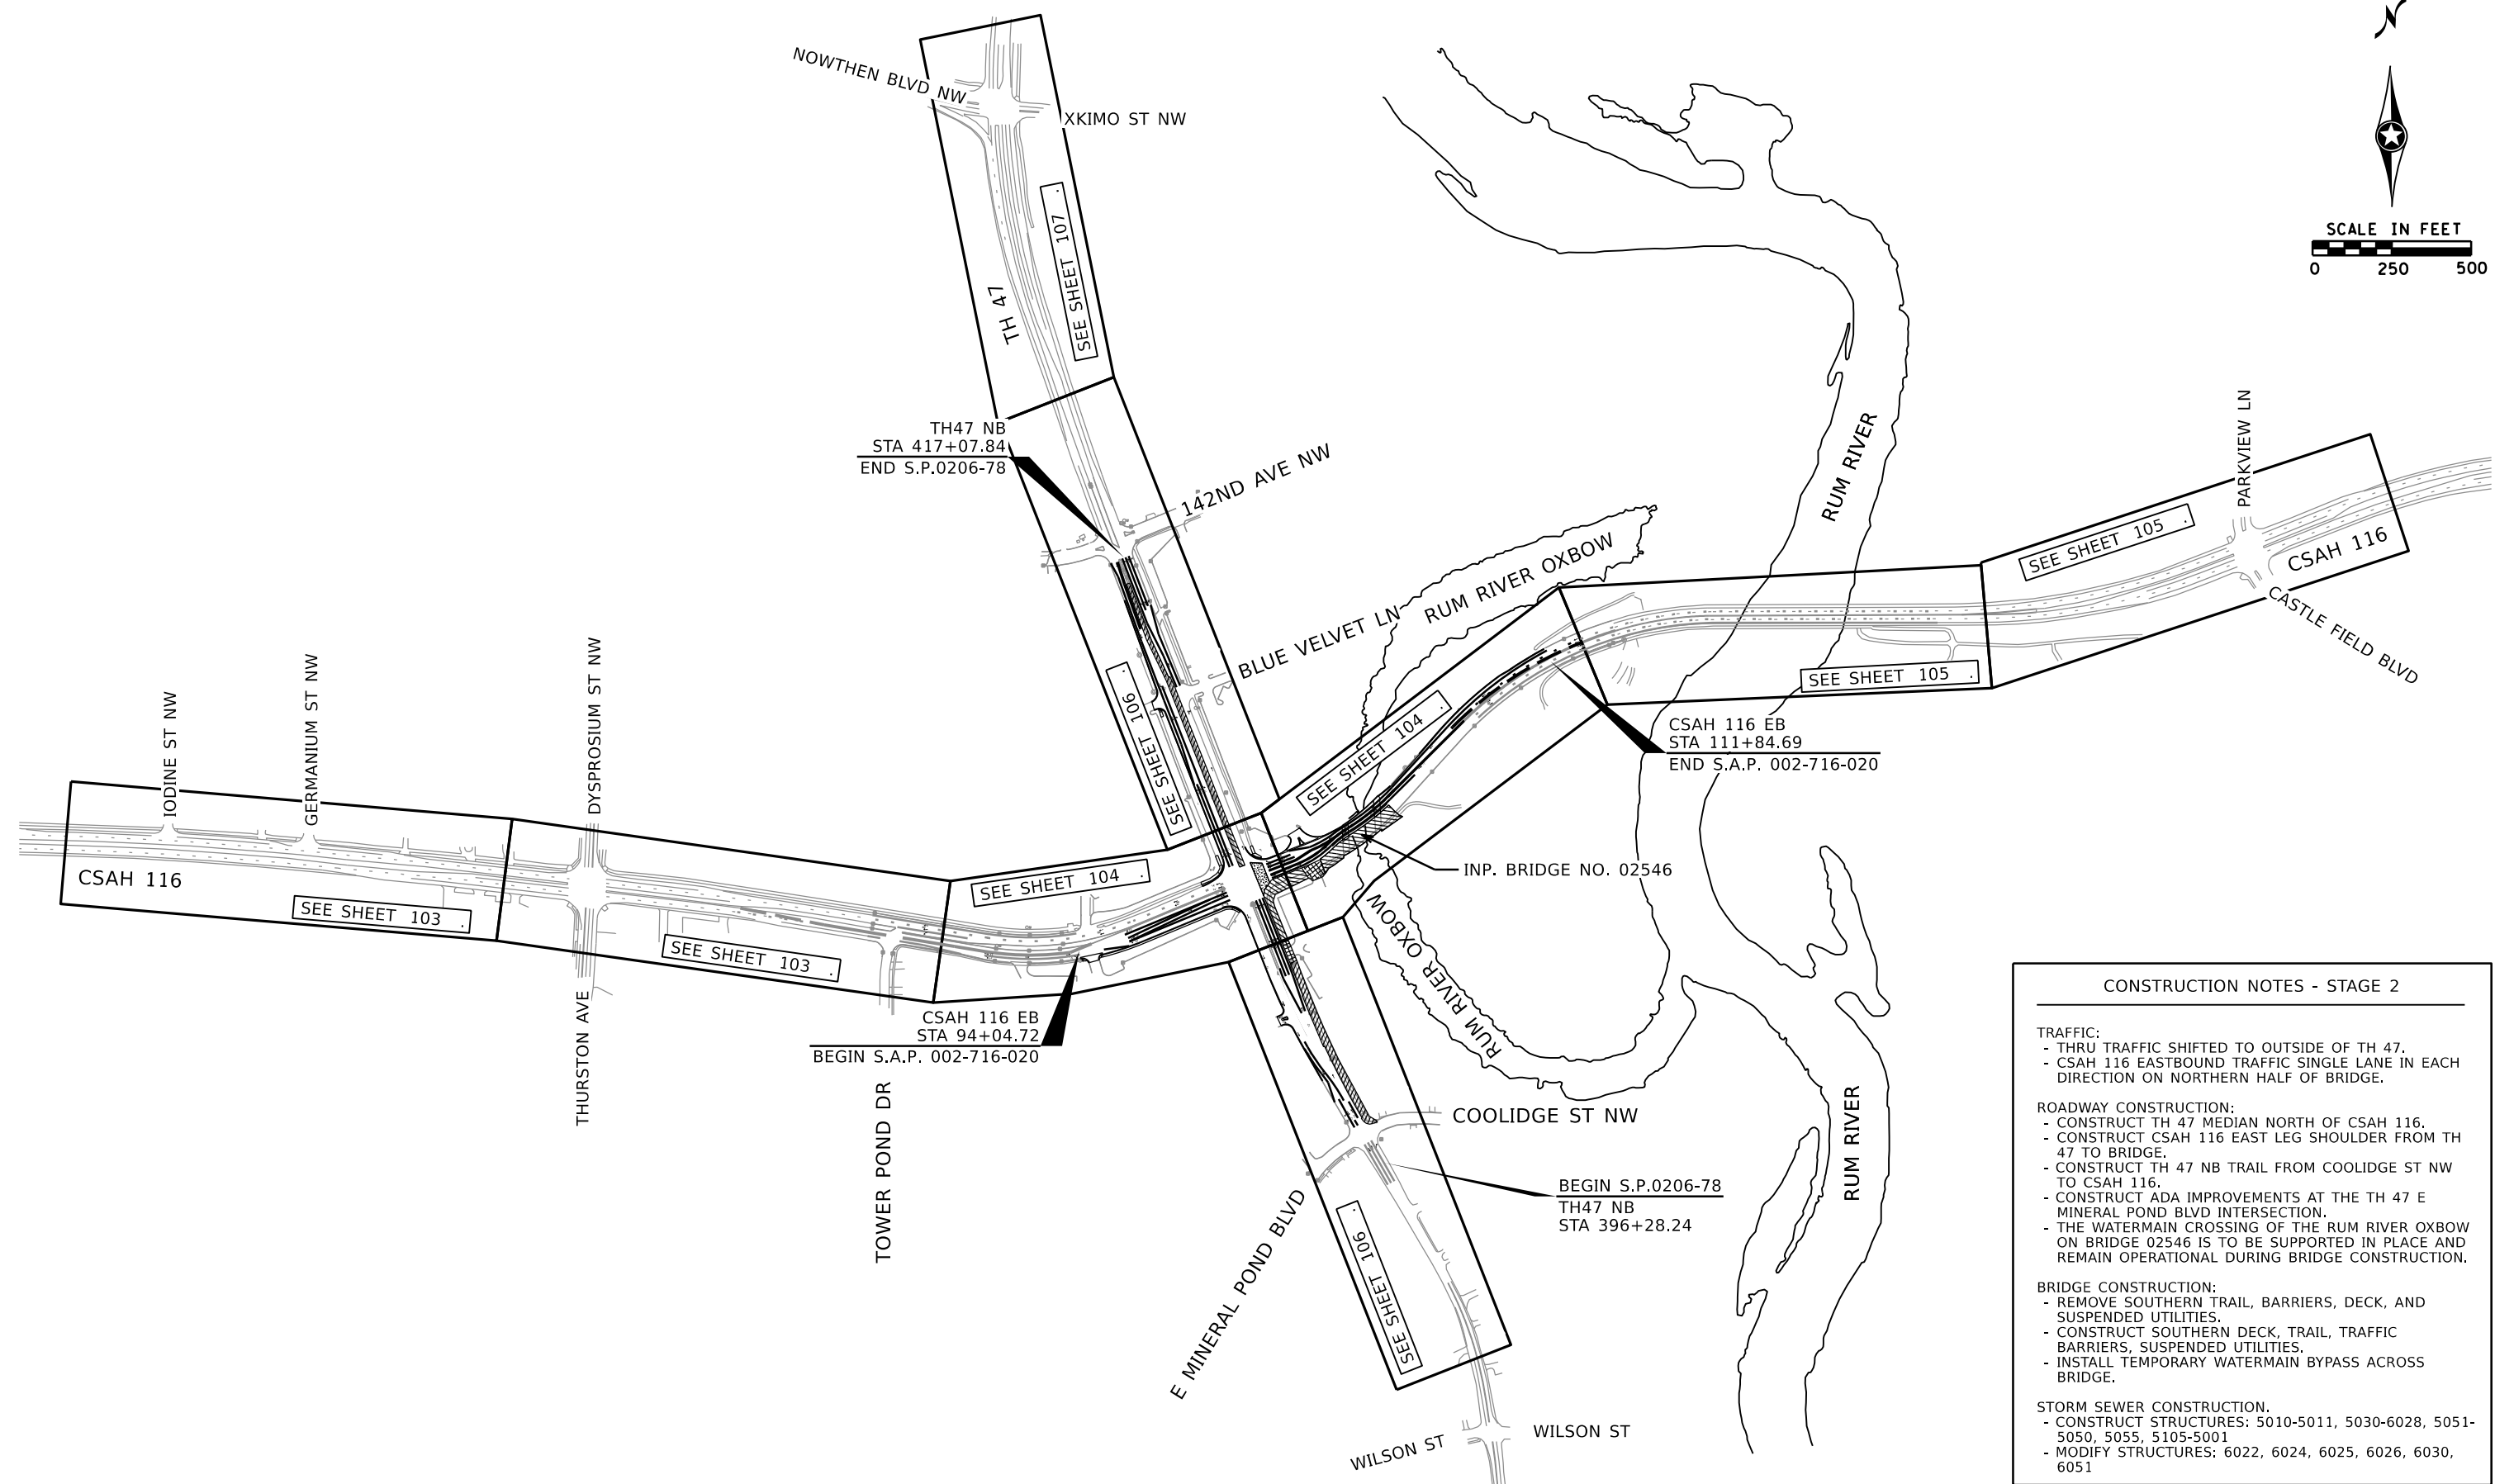 N
SCALE IN FEET
0 250 500
NOWTHEN BLVD NW
XKIMO ST NW
TH 47
SEE SHEET 107 .
TH47 NB
STA 417+07.84
END S.P.0206-78
142ND AVE NW
BLUE VELVET LN
RUM RIVER OXBOW
RUM RIVER
PARKVIEW LN
SEE SHEET 105 .
CSAH 116
CASTLE FIELD BLVD
SEE SHEET 105 .
SEE SHEET 106 .
SEE SHEET 104 .
CSAH 116 EB
STA 111+84.69
END S.A.P. 002-716-020
IODINE ST NW
GERMANIUM ST NW
DYSPROSIUM ST NW
CSAH 116
SEE SHEET 103 .
SEE SHEET 103 .
SEE SHEET 104 .
INP. BRIDGE NO. 02546
RUM RIVER OXBOW
RUM RIVER OXBOW
CSAH 116 EB
STA 94+04.72
BEGIN S.A.P. 002-716-020
THURSTON AVE
TOWER POND DR
COOLIDGE ST NW
BEGIN S.P.0206-78
TH47 NB
STA 396+28.24
E MINERAL POND BLVD
SEE SHEET 106 .
RUM RIVER
WILSON ST
WILSON ST
CONSTRUCTION NOTES - STAGE 2
TRAFFIC:
- THRU TRAFFIC SHIFTED TO OUTSIDE OF TH 47.
- CSAH 116 EASTBOUND TRAFFIC SINGLE LANE IN EACH
DIRECTION ON NORTHERN HALF OF BRIDGE.
ROADWAY CONSTRUCTION:
- CONSTRUCT TH 47 MEDIAN NORTH OF CSAH 116.
- CONSTRUCT CSAH 116 EAST LEG SHOULDER FROM TH
47 TO BRIDGE.
- CONSTRUCT TH 47 NB TRAIL FROM COOLIDGE ST NW
TO CSAH 116.
- CONSTRUCT ADA IMPROVEMENTS AT THE TH 47 E
MINERAL POND BLVD INTERSECTION.
- THE WATERMAIN CROSSING OF THE RUM RIVER OXBOW
ON BRIDGE 02546 IS TO BE SUPPORTED IN PLACE AND
REMAIN OPERATIONAL DURING BRIDGE CONSTRUCTION.
BRIDGE CONSTRUCTION:
- REMOVE SOUTHERN TRAIL, BARRIERS, DECK, AND
SUSPENDED UTILITIES.
- CONSTRUCT SOUTHERN DECK, TRAIL, TRAFFIC
BARRIERS, SUSPENDED UTILITIES.
- INSTALL TEMPORARY WATERMAIN BYPASS ACROSS
BRIDGE.
STORM SEWER CONSTRUCTION.
- CONSTRUCT STRUCTURES: 5010-5011, 5030-6028, 5051-
5050, 5055, 5105-5001
- MODIFY STRUCTURES: 6022, 6024, 6025, 6026, 6030,
6051